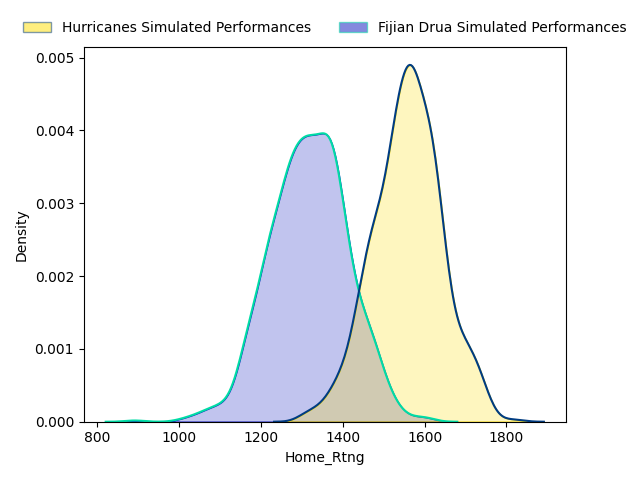 Hurricanes Simulated Performances Fijian Drua Simulated Performances
0.005
0.004
0.003
0.002
0.001
0.000
Density
800 1000 1200 1400 1600 1800
Home_Rtng